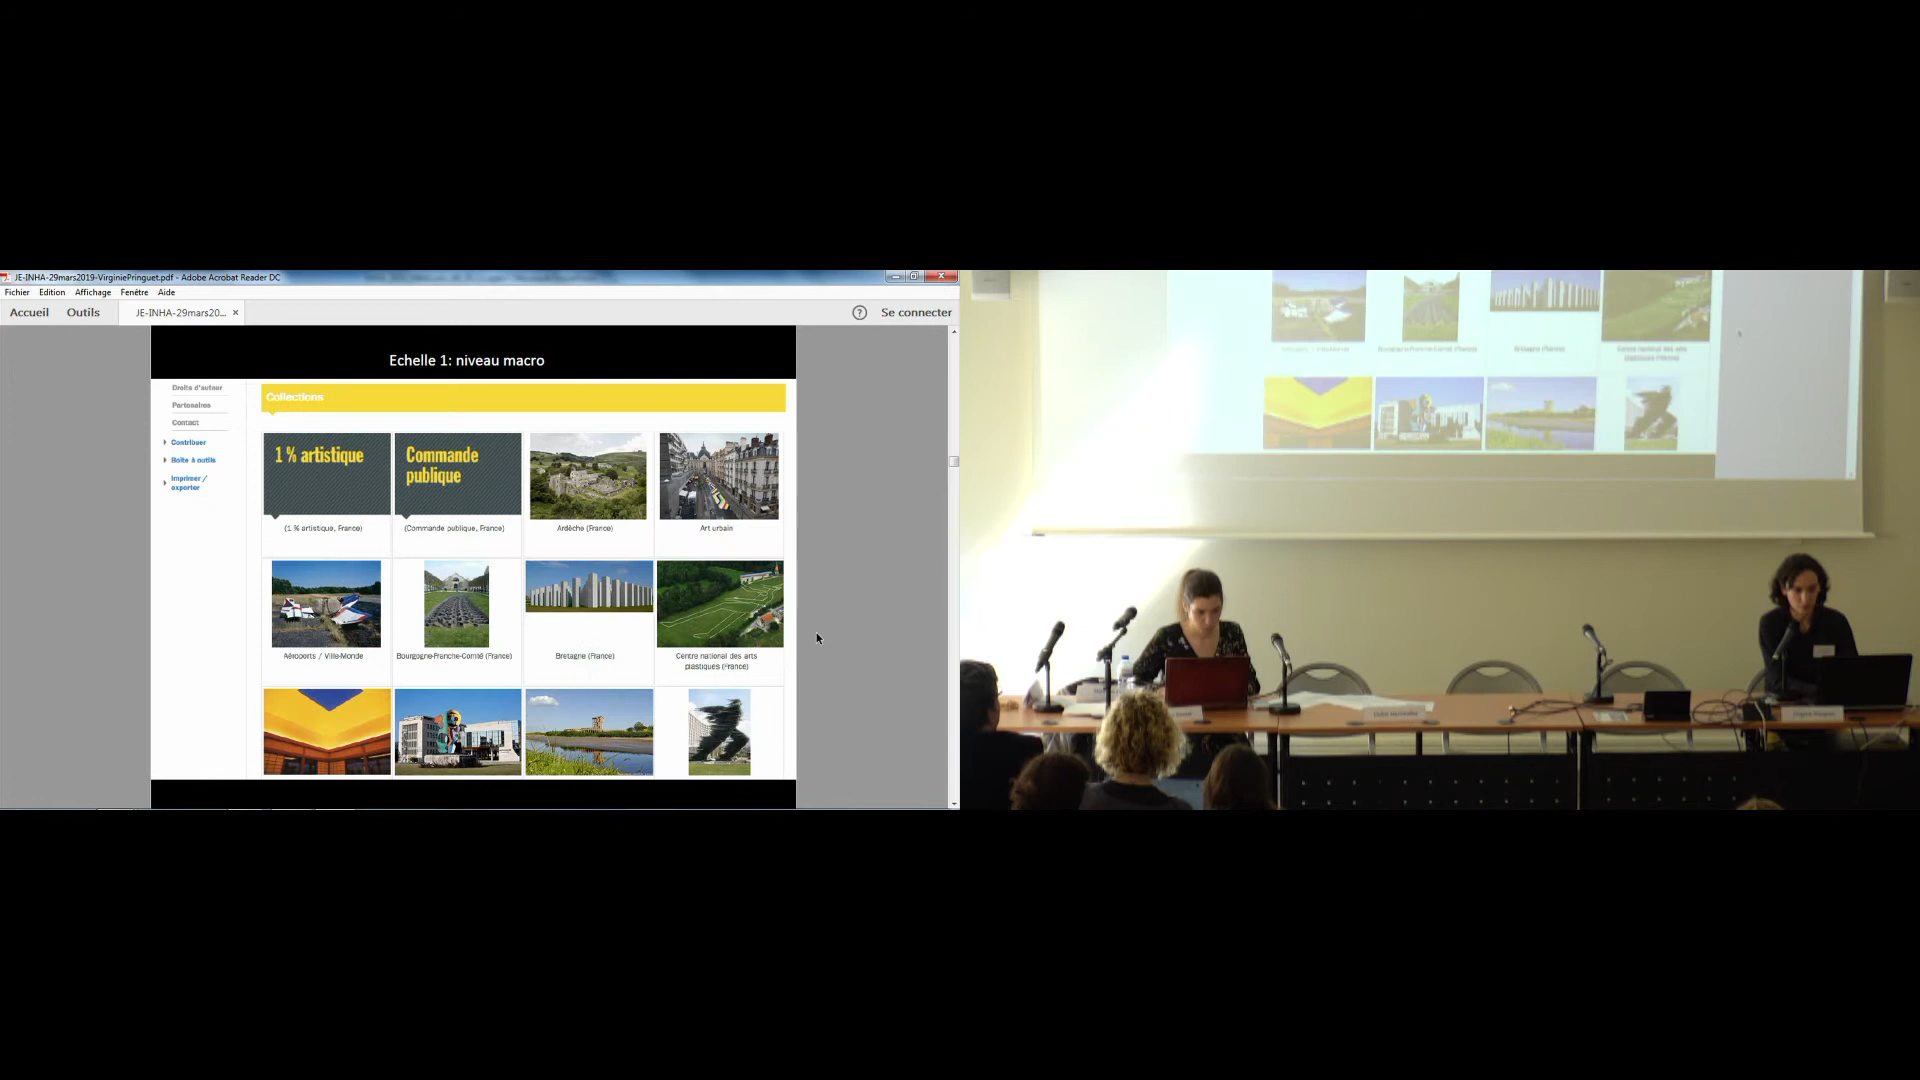 JE-INHA-29mars2019-VirginiePringuet.pdf - Adobe Acrobat Reader DC
Fichier Edition Affichage Fenêtre Aide
Accueil Outils JE-INHA-29mars20... × ? Se connecter
Echelle 1: niveau macro
Droits d'auteur
Partenaires
Contact
Contribuer
Boîte à outils
Imprimer /
exporter
Collections
1 % artistique
Commande
publique
(1 % artistique, France)
(Commande publique, France)
Ardèche (France)
Art urbain
Aéroports / Ville-Monde
Bourgogne-Franche-Comté (France)
Bretagne (France)
Centre national des arts
plastiques (France)